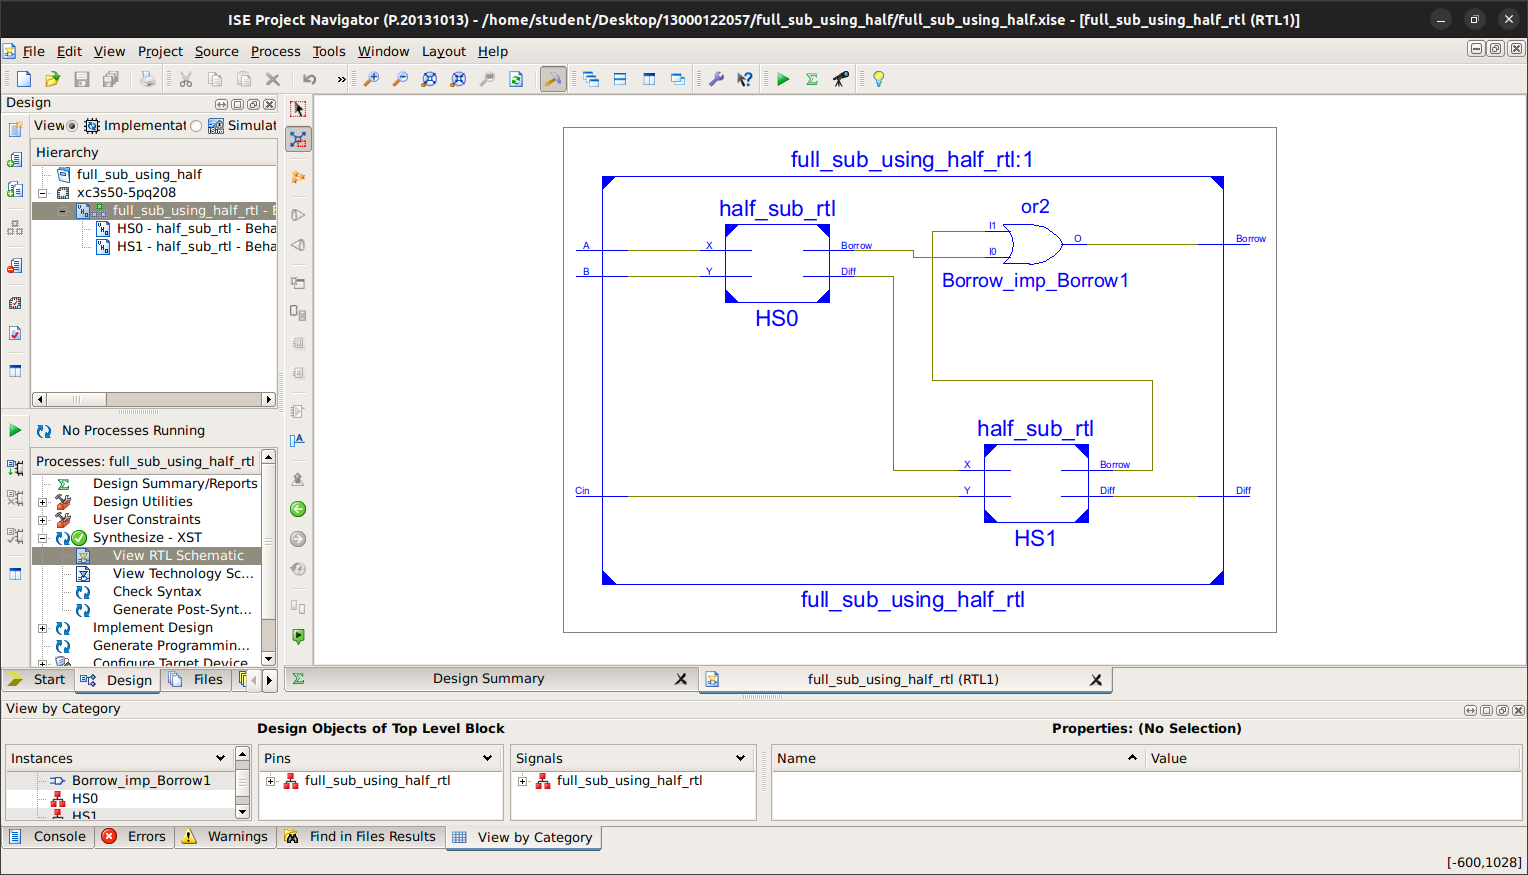 ISE Project Navigator (P.20131013) - /home/student/Desktop/13000122057/full_sub_using_half/full_sub_using_half.xise - [full_sub_using_half_rtl (RTL1)]
File Edit View Project Source Process Tools Window Layout Help
Design
View: Implementat Simulat
Hierarchy
full_sub_using_half
xc3s50-5pq208
full_sub_using_half_rtl - E
HS0 - half_sub_rtl - Beha
HS1 - half_sub_rtl - Beha
No Processes Running
Processes: full_sub_using_half_rtl
Design Summary/Reports
Design Utilities
User Constraints
Synthesize - XST
View RTL Schematic
View Technology Sc...
Check Syntax
Generate Post-Synt...
Implement Design
Generate Programmin...
Configure Target Device
Start Design Files
full_sub_using_half_rtl:1
half_sub_rtl
or2
A X Borrow I1 O Borrow
B Y Diff I0
Borrow_imp_Borrow1
HS0
half_sub_rtl
X Borrow
Cin Y Diff Diff
HS1
full_sub_using_half_rtl
Design Summary
full_sub_using_half_rtl (RTL1)
View by Category
Design Objects of Top Level Block
Properties: (No Selection)
Instances
Borrow_imp_Borrow1
HS0
HS1
Pins
full_sub_using_half_rtl
Signals
full_sub_using_half_rtl
Name Value
Console Errors Warnings Find in Files Results View by Category
[-600,1028]